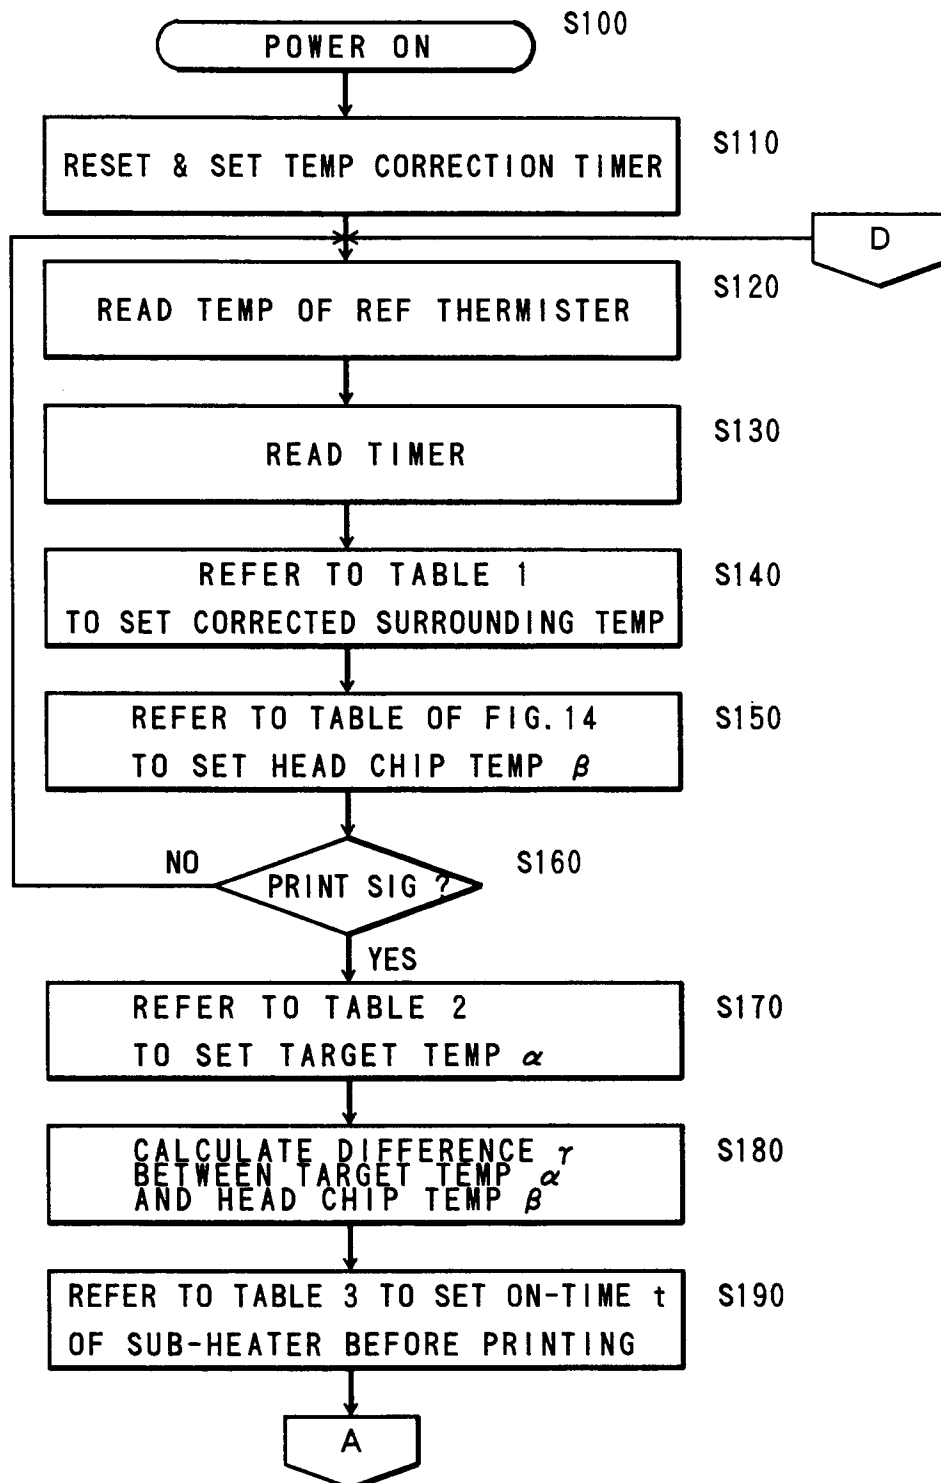 POWER ON
S100
RESET & SET TEMP CORRECTION TIMER
S110
D
READ TEMP OF REF THERMISTER
S120
READ TIMER
S130
REFER TO TABLE 1
TO SET CORRECTED SURROUNDING TEMP
S140
REFER TO TABLE OF FIG.14
TO SET HEAD CHIP TEMP β
S150
NO
PRINT SIG ?
S160
YES
REFER TO TABLE 2
TO SET TARGET TEMP α
S170
CALCULATE DIFFERENCE γ
BETWEEN TARGET TEMP α
AND HEAD CHIP TEMP β
S180
REFER TO TABLE 3 TO SET ON-TIME t
OF SUB-HEATER BEFORE PRINTING
S190
A